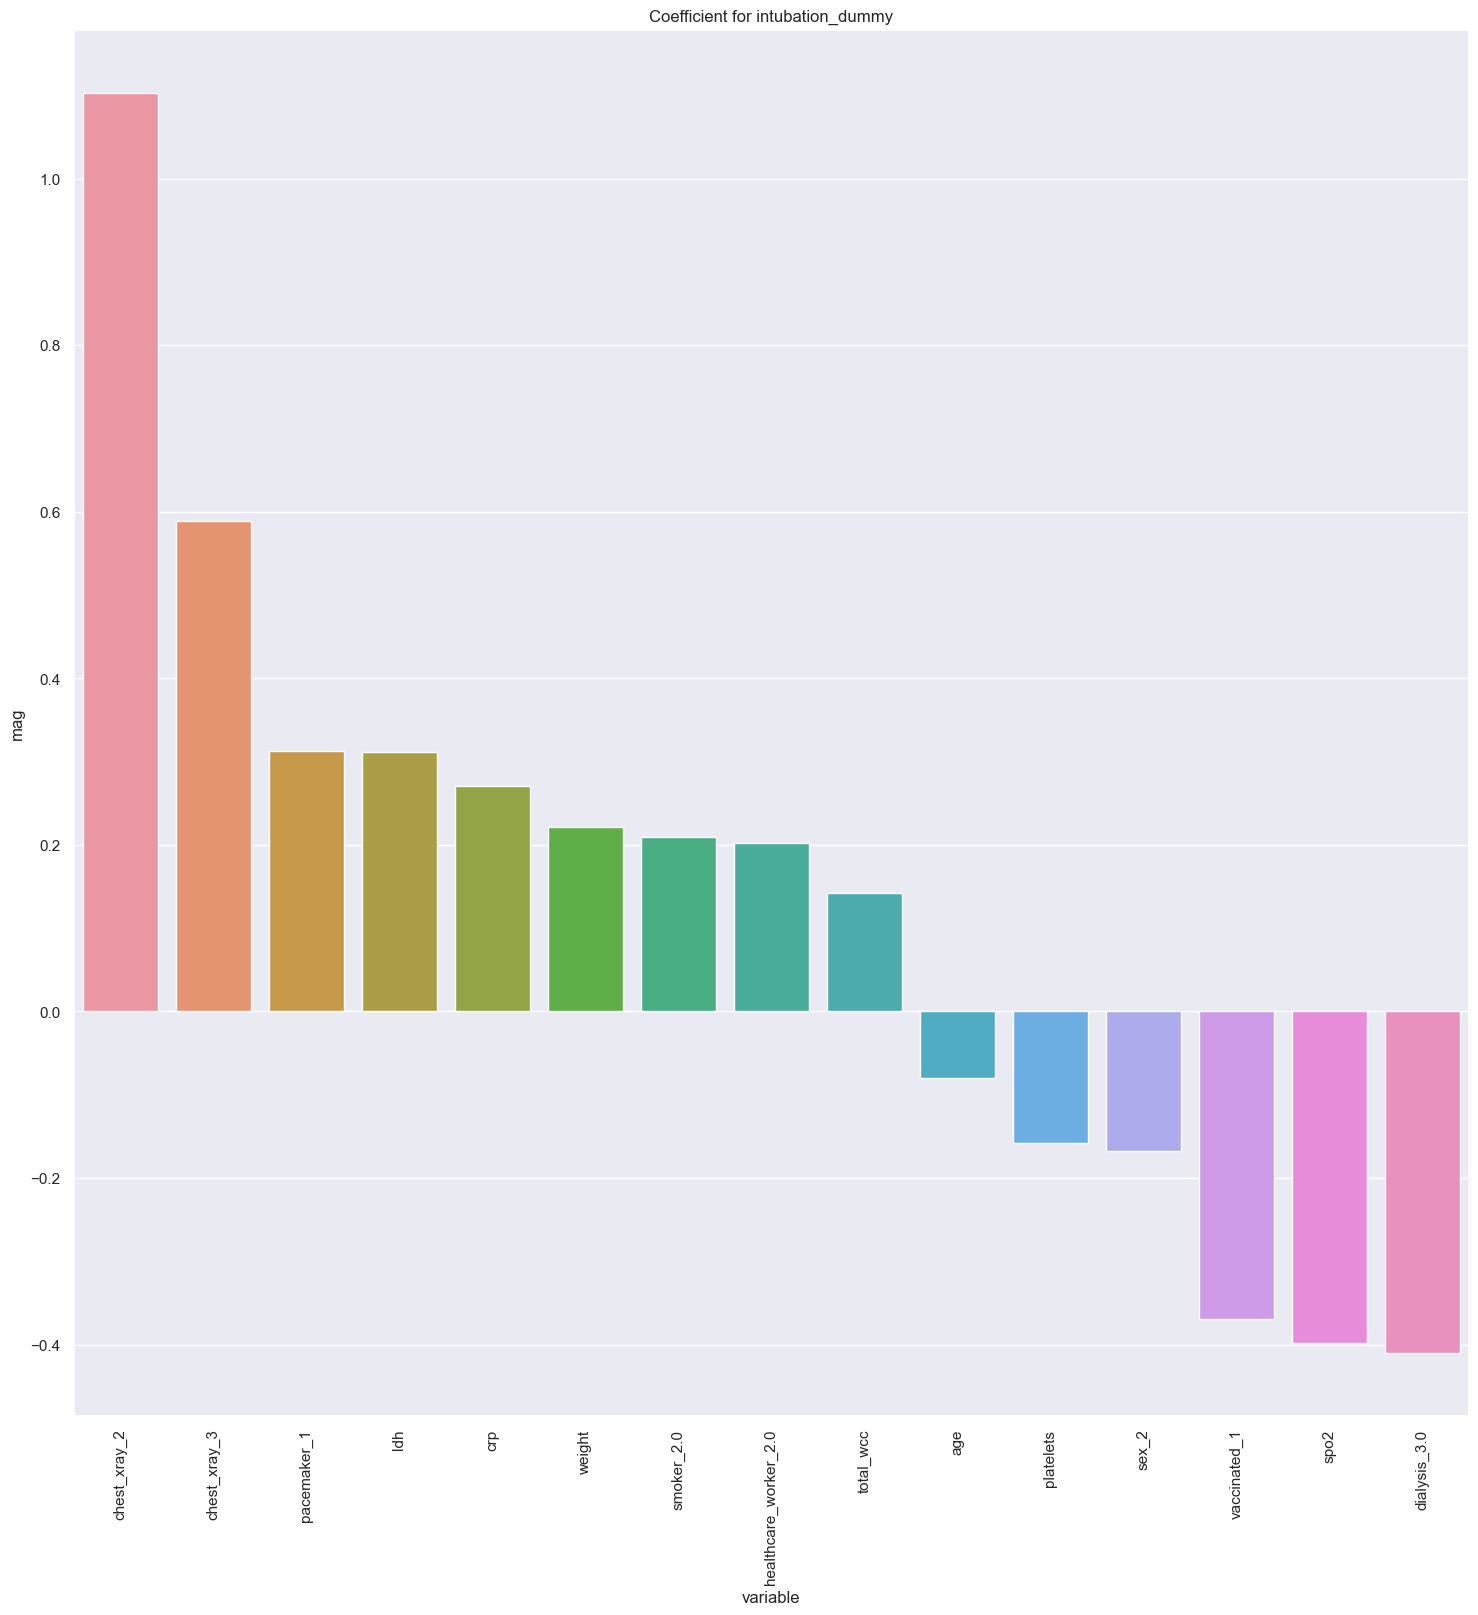 Coefficient for intubation_dummy
mag
1.0
0.8
0.6
0.4
0.2
0.0
−0.2
−0.4
chest_xray_2
chest_xray_3
pacemaker_1
ldh
crp
weight
smoker_2.0
healthcare_worker_2.0
total_wcc
age
platelets
sex_2
vaccinated_1
spo2
dialysis_3.0
variable